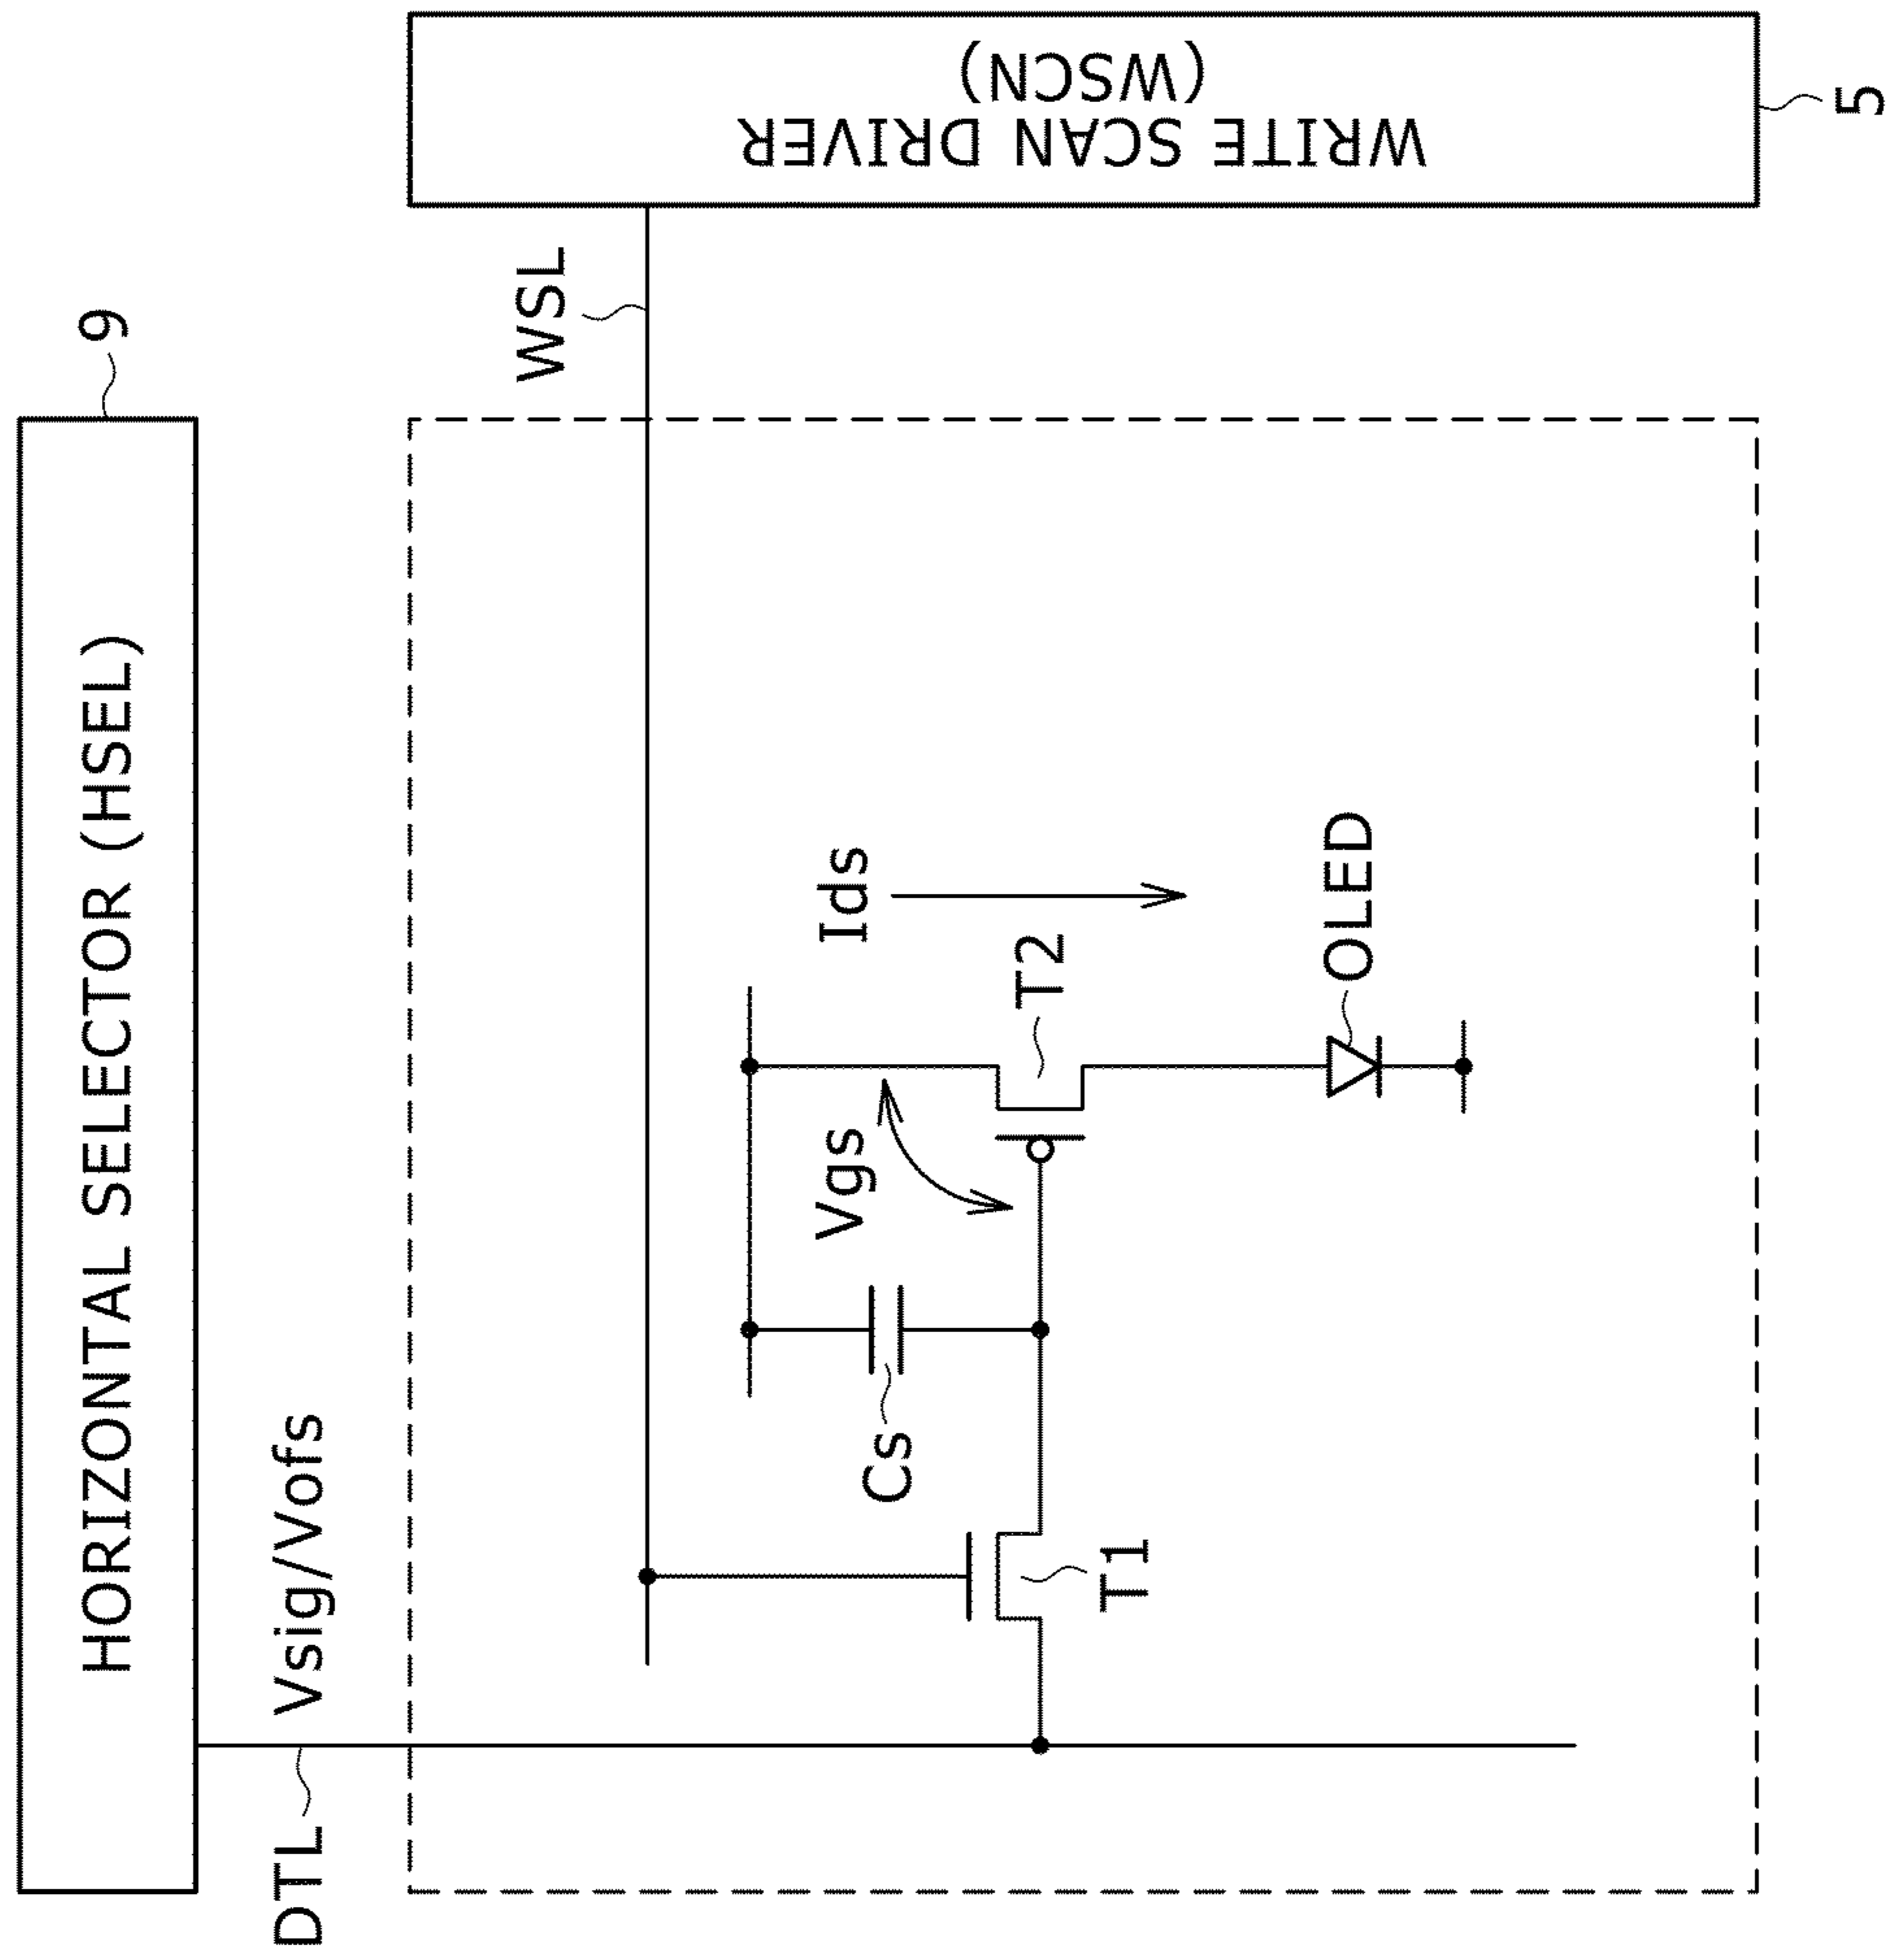 HORIZONTAL SELECTOR (HSEL)
9
DTL
Vsig/Vofs
WSL
WRITE SCAN DRIVER
(WSCN)
5
Cs
Vgs
Ids
T1
T2
OLED